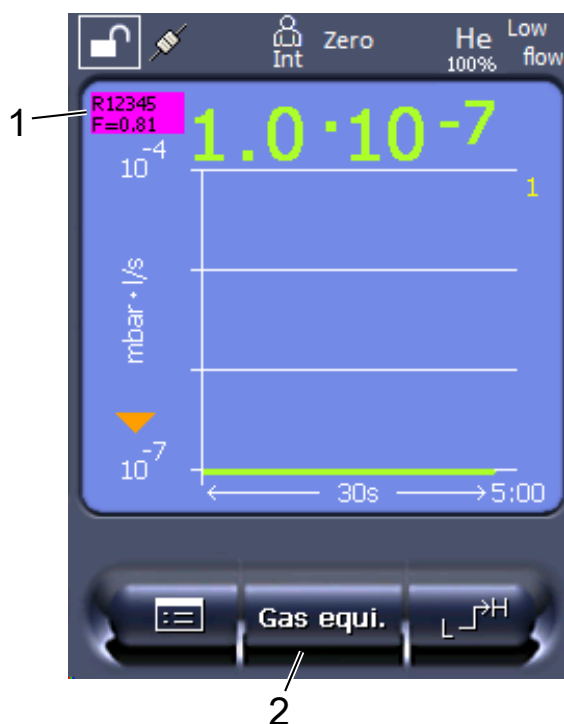 Int
Zero
He
100%
Low
flow
1
R12345
F=0.81
1.0·10-7
10-4
1
mbar·l/s
10-7
30s
5:00
Gas equi.
L H
2